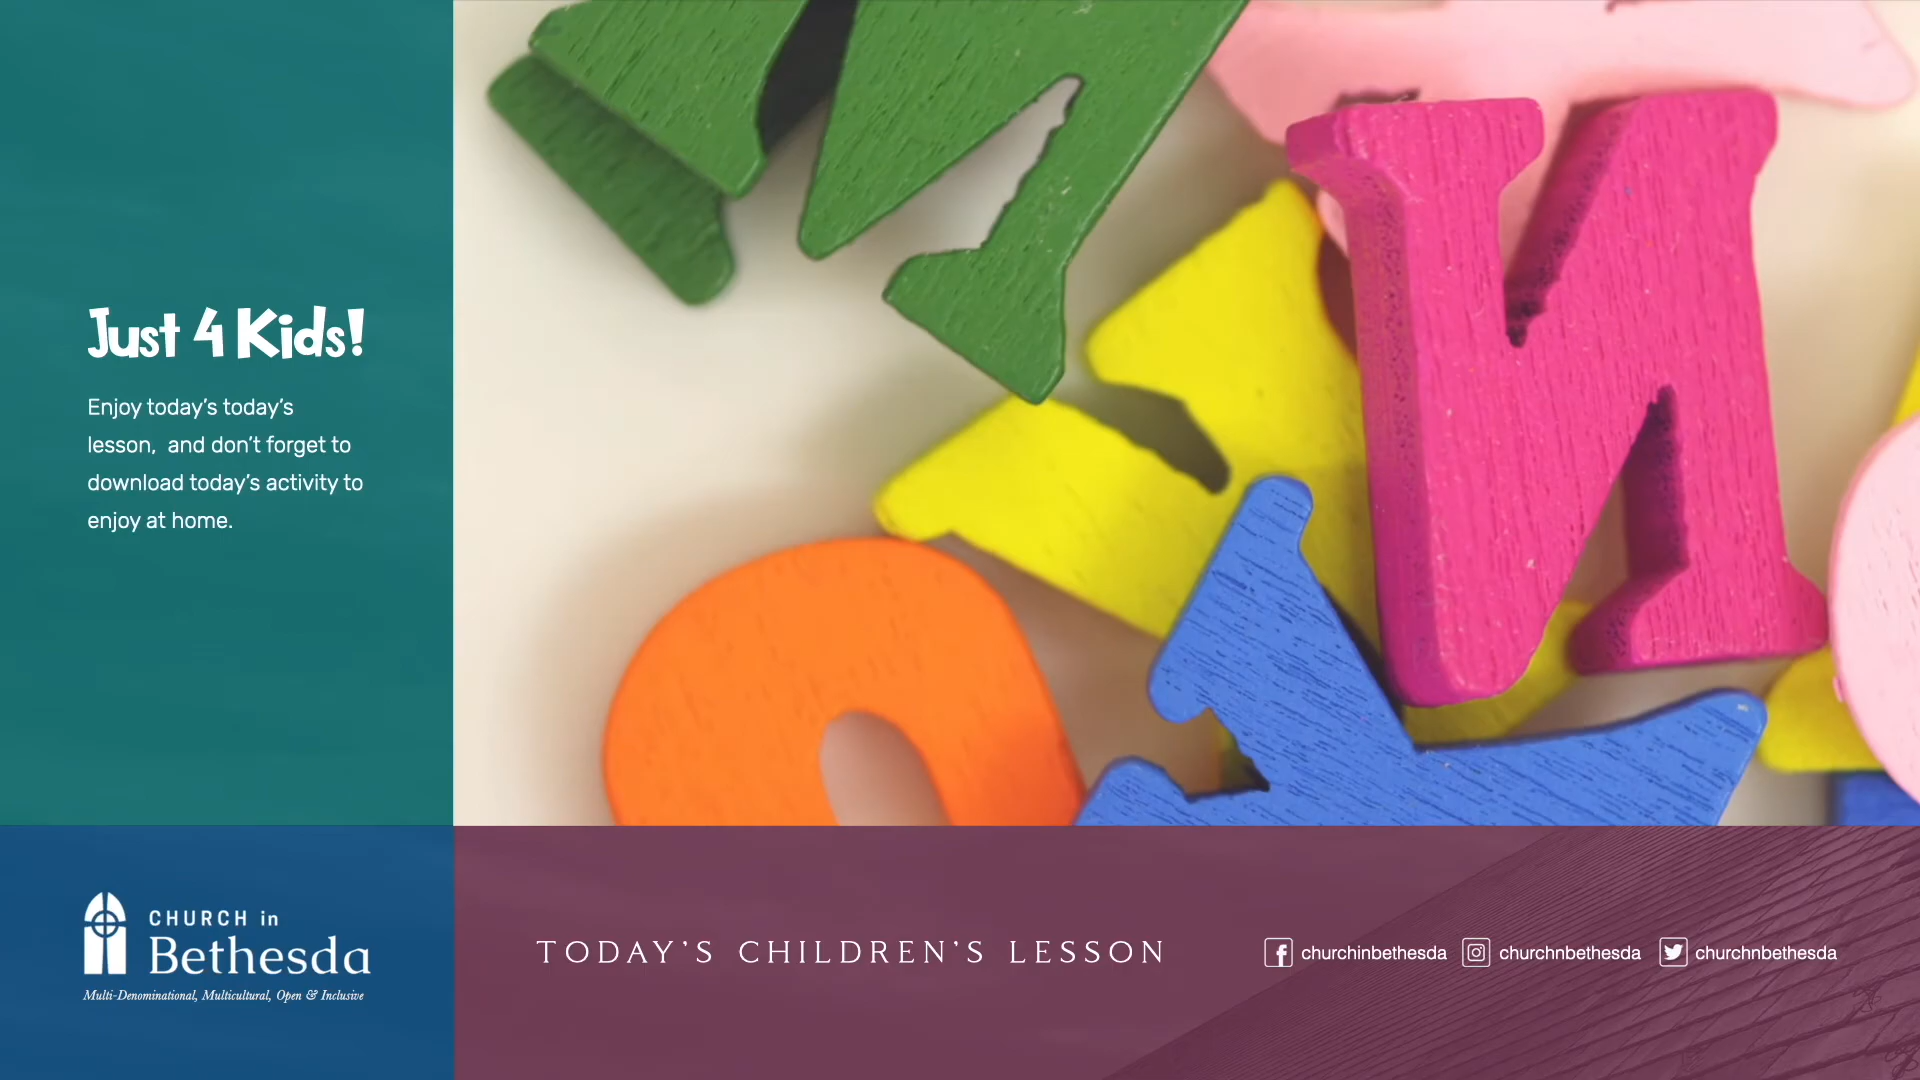 Just 4 Kids!
Enjoy today's today's
lesson,  and don't forget to
download today's activity to
enjoy at home.
CHURCH in
Bethesda
Multi-Denominational, Multicultural, Open & Inclusive
TODAY'S CHILDREN'S LESSON
churchinbethesda churchnbethesda churchnbethesda